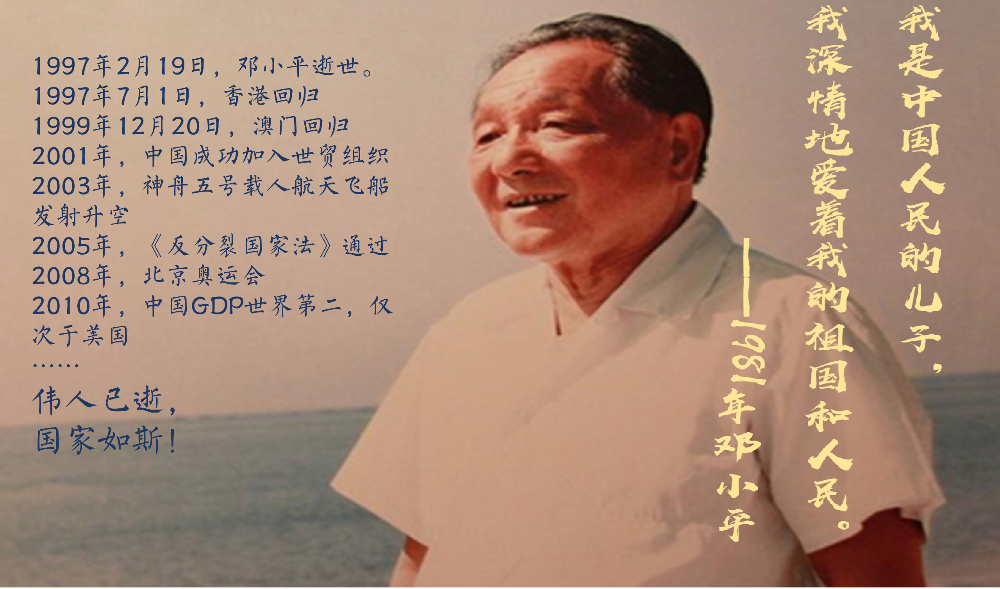 1997年2月19日，邓小平逝世。
1997年7月1日，香港回归
1999年12月20日，澳门回归
2001年，中国成功加入世贸组织
2003年，神舟五号载人航天飞船
发射升空
2005年，《反分裂国家法》通过
2008年，北京奥运会
2010年，中国GDP世界第二，仅
次于美国
……
伟人已逝，
国家如斯！
我是中国人民的儿子，
我深情地爱着我的祖国和人民。
——1981年邓小平